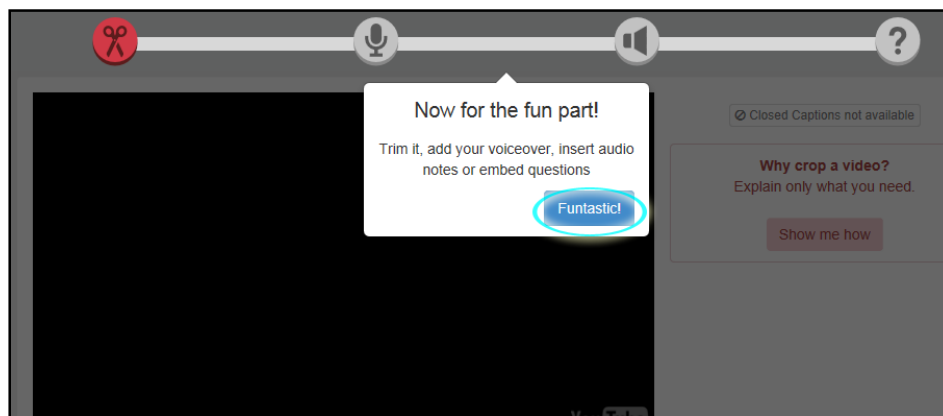 ?
Now for the fun part!
Trim it, add your voiceover, insert audio
notes or embed questions
Funtastic!
Closed Captions not available
Why crop a video?
Explain only what you need.
Show me how